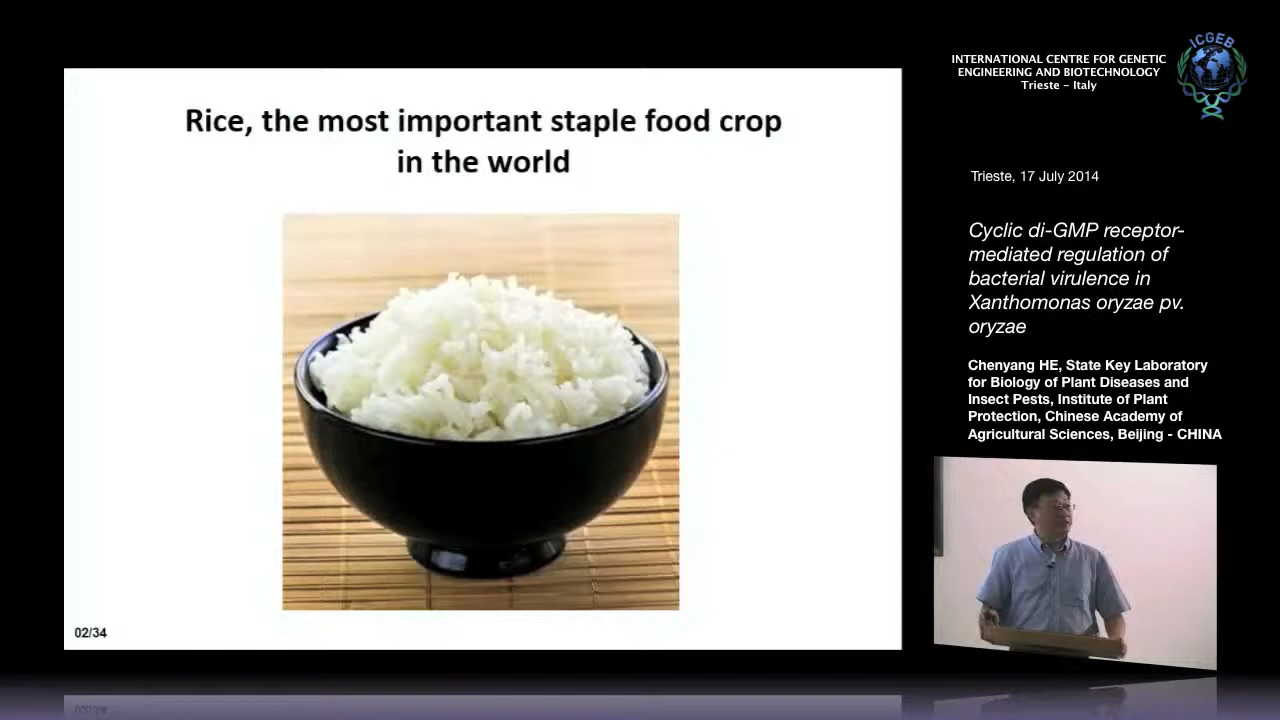 Rice, the most important staple food crop
in the world
02/34
INTERNATIONAL CENTRE FOR GENETIC
ENGINEERING AND BIOTECHNOLOGY
Trieste – Italy
ICGEB
Trieste, 17 July 2014
Cyclic di-GMP receptor-
mediated regulation of
bacterial virulence in
Xanthomonas oryzae pv.
oryzae
Chenyang HE, State Key Laboratory
for Biology of Plant Diseases and
Insect Pests, Institute of Plant
Protection, Chinese Academy of
Agricultural Sciences, Beijing - CHINA